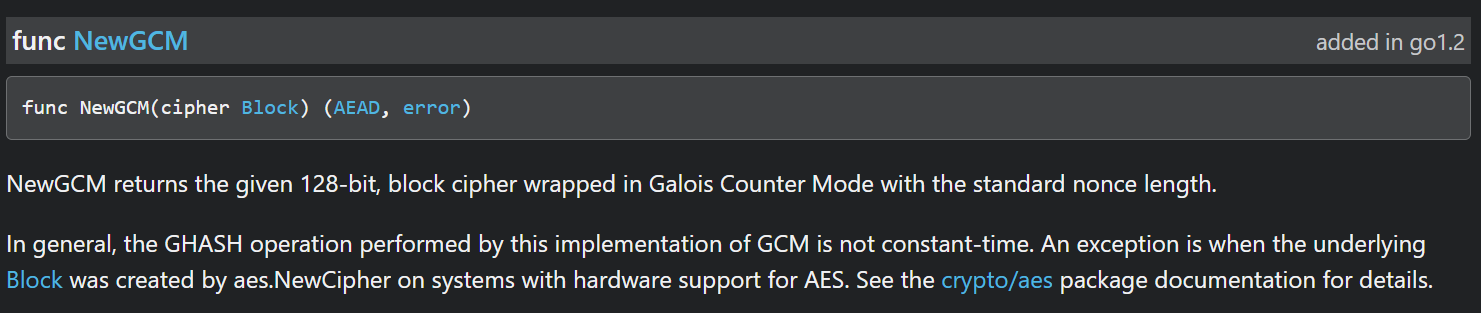 func NewGCM
added in go1.2
func NewGCM(cipher Block) (AEAD, error)
NewGCM returns the given 128-bit, block cipher wrapped in Galois Counter Mode with the standard nonce length.
In general, the GHASH operation performed by this implementation of GCM is not constant-time. An exception is when the underlying
Block was created by aes.NewCipher on systems with hardware support for AES. See the crypto/aes package documentation for details.